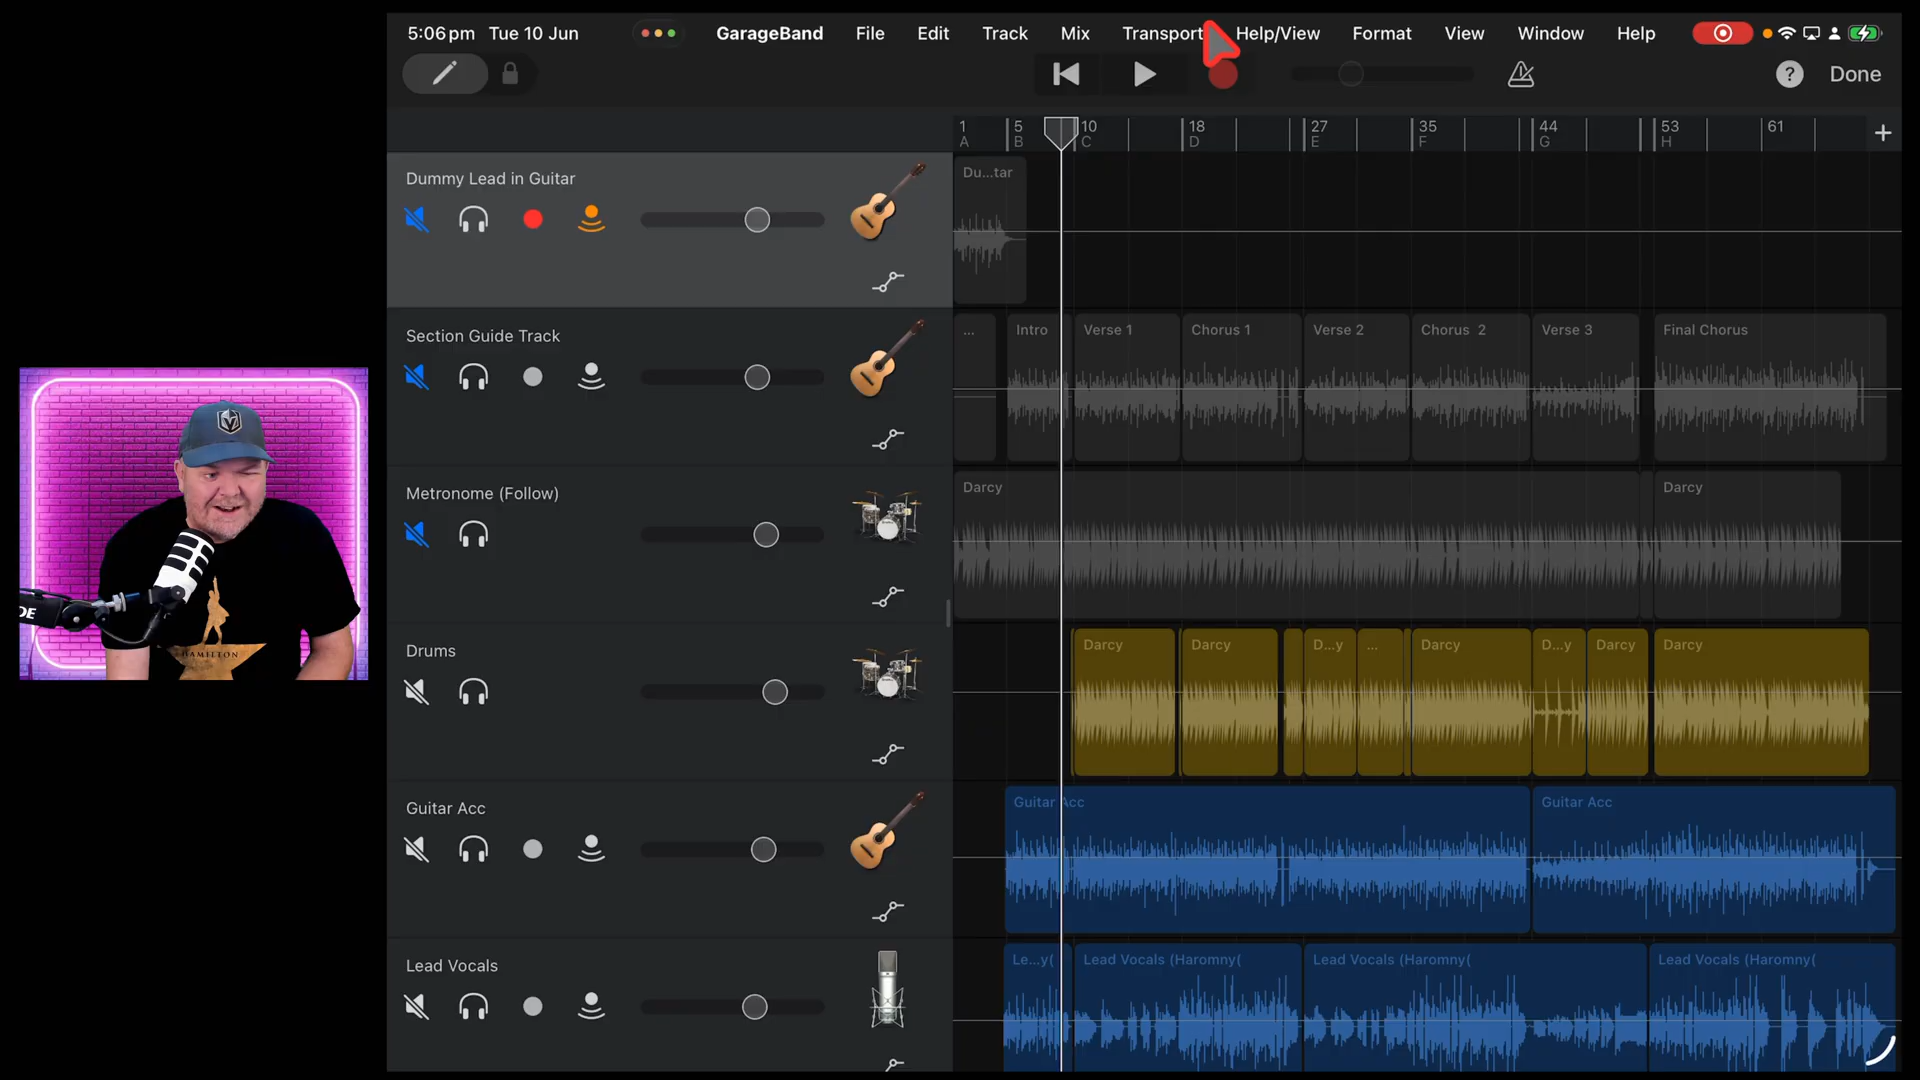 5:06 pm Tue 10 Jun
GarageBand File Edit Track Mix Transport Help/View Format View Window Help
? Done
1 5 10 18 27 35 44 53 61 +
A B C D E F G H
Dummy Lead in Guitar
Du...tar
Section Guide Track
... Intro Verse 1 Chorus 1 Verse 2 Chorus 2 Verse 3 Final Chorus
Metronome (Follow)
Darcy Darcy
Drums
Darcy Darcy D...y ... Darcy D...y Darcy Darcy
Guitar Acc
Guitar Acc Guitar Acc
Lead Vocals
Le...y( Lead Vocals (Haromny( Lead Vocals (Haromny( Lead Vocals (Haromny(
DE
HAMILTON